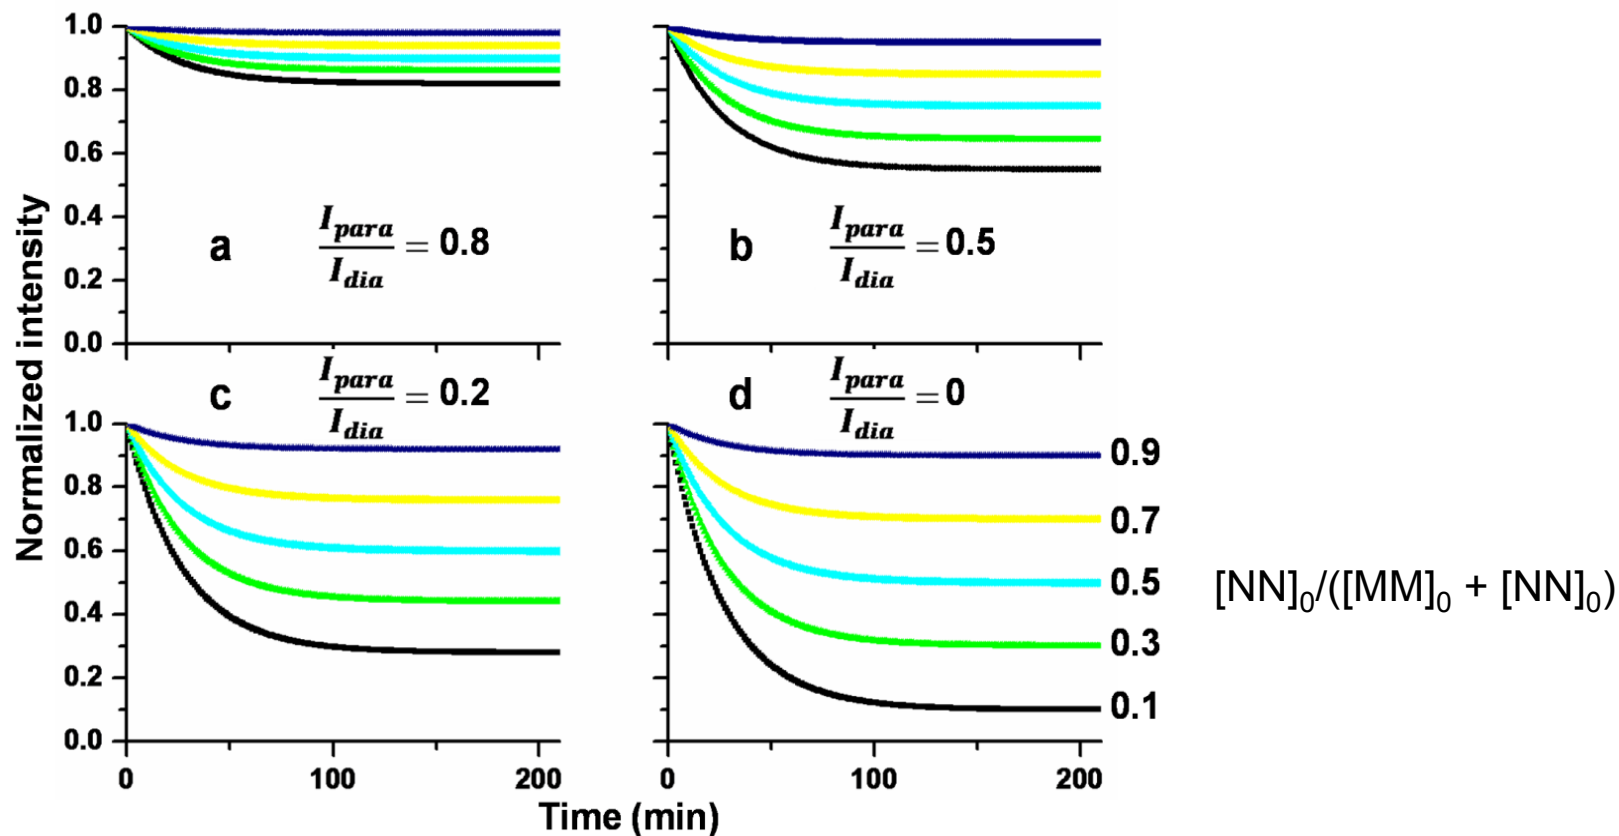 Normalized intensity
1.0
0.8
0.6
0.4
0.2
0.0
a I_para / I_dia = 0.8
b I_para / I_dia = 0.5
c I_para / I_dia = 0.2
d I_para / I_dia = 0
1.0
0.8
0.6
0.4
0.2
0.0
0.9
0.7
0.5
0.3
0.1
[NN]₀/([MM]₀ + [NN]₀)
0 100 200
0 100 200
Time (min)